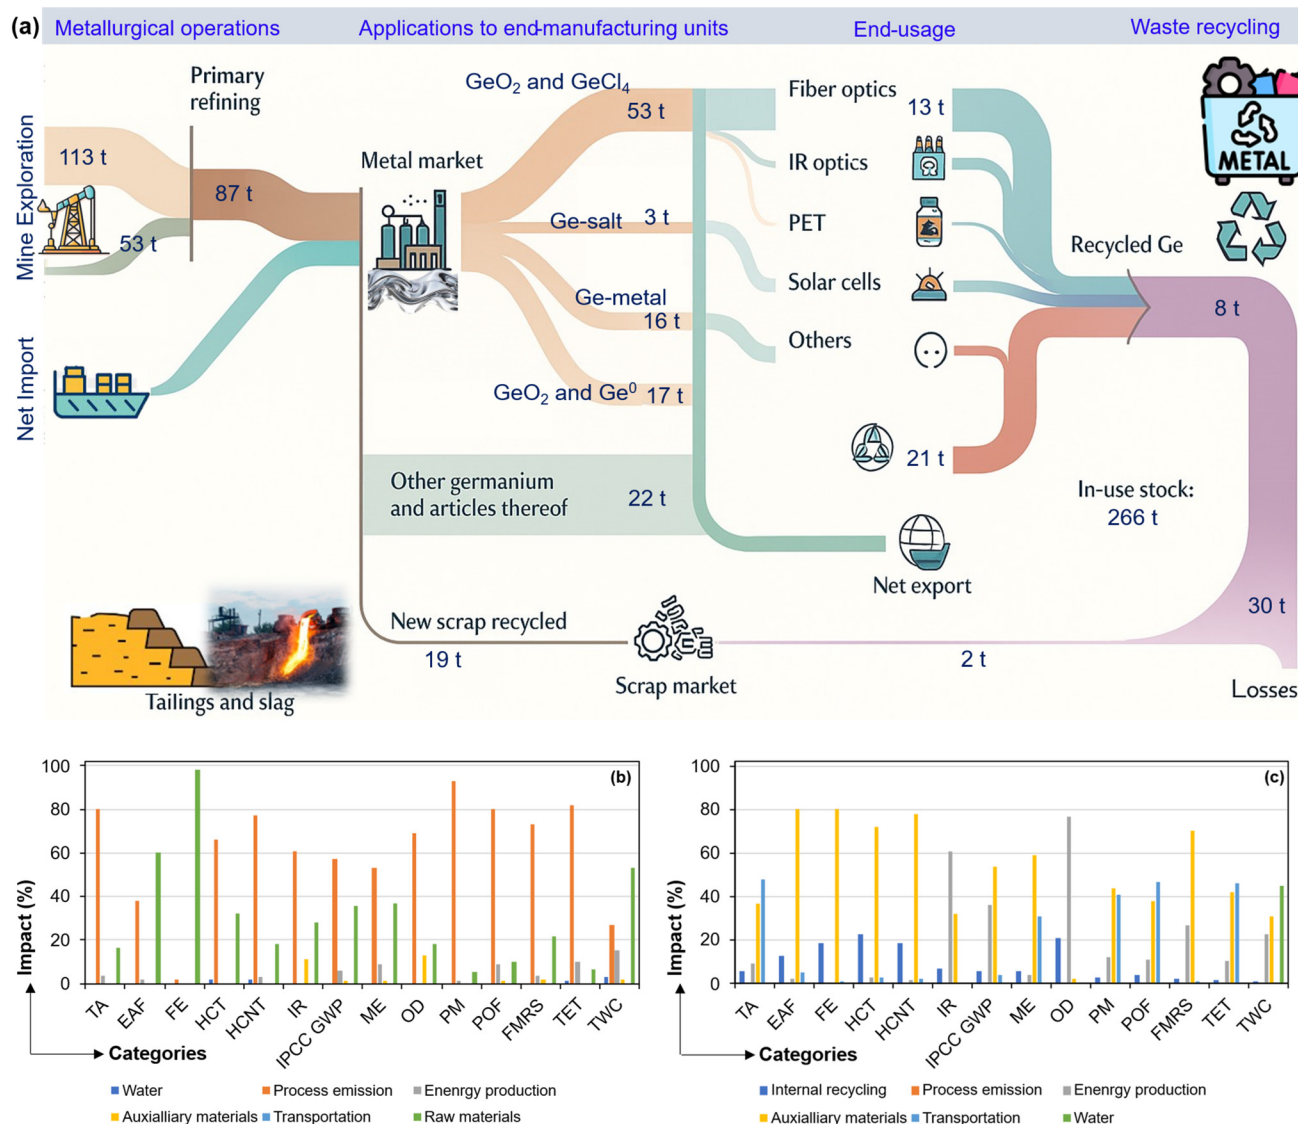 (a)
Metallurgical operations
Applications to end-manufacturing units
End-usage
Waste recycling
Mine Exploration
Net Import
113 t
53 t
Primary
refining
87 t
Metal market
GeO2 and GeCl4
53 t
Ge-salt 3 t
Ge-metal
16 t
GeO2 and Ge0 17 t
Other germanium
and articles thereof
22 t
New scrap recycled
19 t
Scrap market
2 t
Tailings and slag
Fiber optics
13 t
IR optics
PET
Solar cells
Others
21 t
Net export
Recycled Ge
8 t
In-use stock:
266 t
30 t
Losses
METAL
(b)
Impact (%)
100
80
60
40
20
0
TA
EAF
FE
HCT
HCNT
IR
IPCC GWP
ME
OD
PM
POF
FMRS
TET
TWC
Categories
Water
Process emission
Enenrgy production
Auxialliary materials
Transportation
Raw materials
(c)
Impact (%)
100
80
60
40
20
0
TA
EAF
FE
HCT
HCNT
IR
IPCC GWP
ME
OD
PM
POF
FMRS
TET
TWC
Categories
Internal recycling
Process emission
Enenrgy production
Auxialliary materials
Transportation
Water